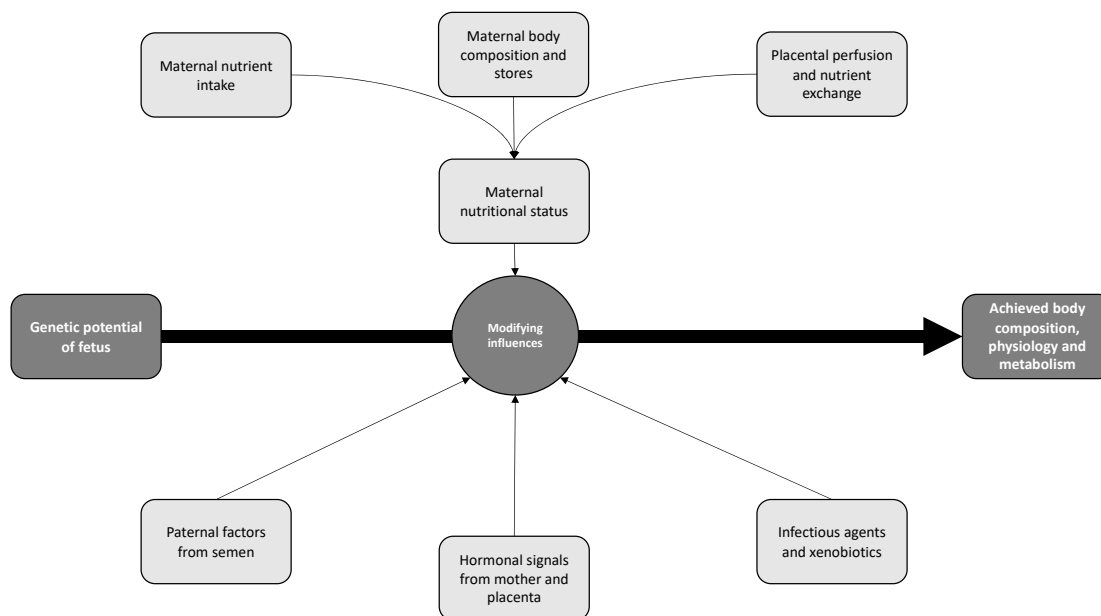 Maternal nutrient
intake
Maternal body
composition and
stores
Placental perfusion
and nutrient
exchange
Maternal
nutritional status
Genetic potential
of fetus
Modifying
influences
Achieved body
composition,
physiology and
metabolism
Paternal factors
from semen
Hormonal signals
from mother and
placenta
Infectious agents
and xenobiotics